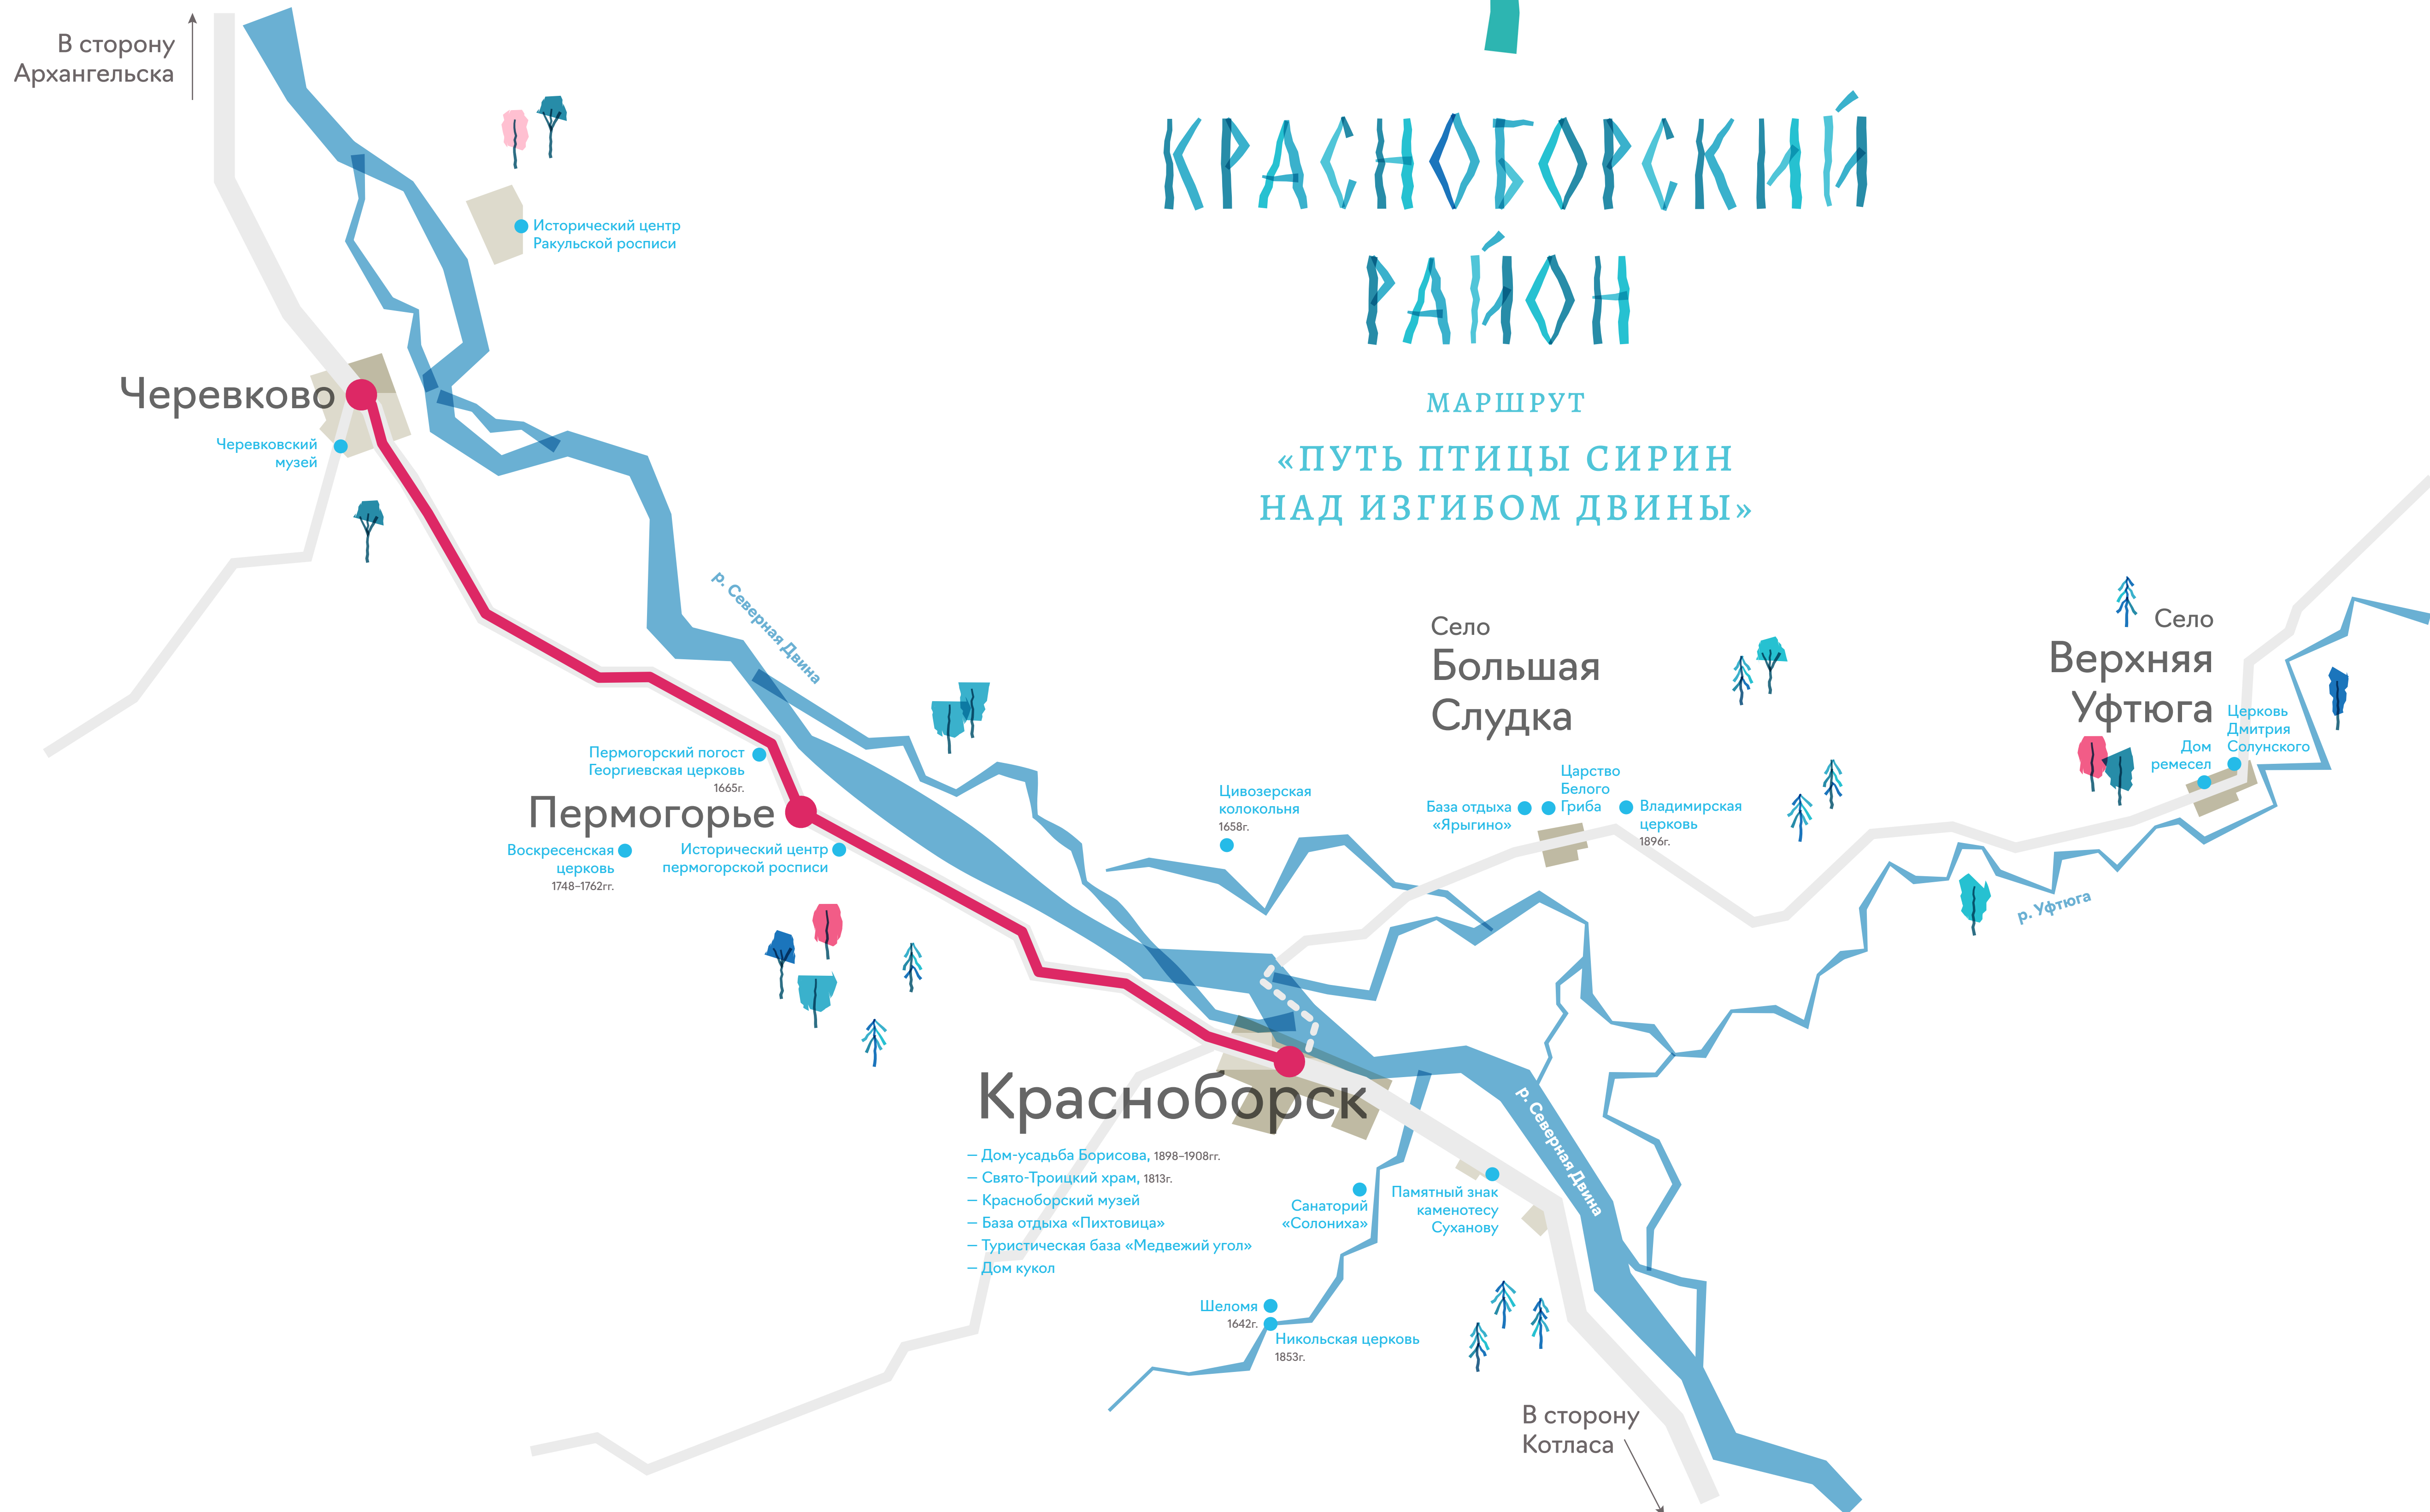 В сторону
Архангельска
КРАСНОБОРСКИЙ
РАЙОН
МАРШРУТ
«ПУТЬ ПТИЦЫ СИРИН
НАД ИЗГИБОМ ДВИНЫ»
Исторический центр
Ракульской росписи
Черевково
Черевковский
музей
р. Северная Двина
Пермогорский погост
Георгиевская церковь
1665г.
Пермогорье
Воскресенская
церковь
1748–1762гг.
Исторический центр
пермогорской росписи
Цивозерская
колокольня
1658г.
Село
Большая
Слудка
База отдыха
«Ярыгино»
Царство
Белого
Гриба
Владимирская
церковь
1896г.
Село
Верхняя
Уфтюга
Церковь
Дмитрия
Солунского
Дом
ремесел
р. Уфтюга
Красноборск
– Дом-усадьба Борисова, 1898–1908гг.
– Свято-Троицкий храм, 1813г.
– Красноборский музей
– База отдыха «Пихтовица»
– Туристическая база «Медвежий угол»
– Дом кукол
Санаторий
«Солониха»
Памятный знак
каменотесу
Суханову
р. Северная Двина
Шеломя
1642г.
Никольская церковь
1853г.
В сторону
Котласа